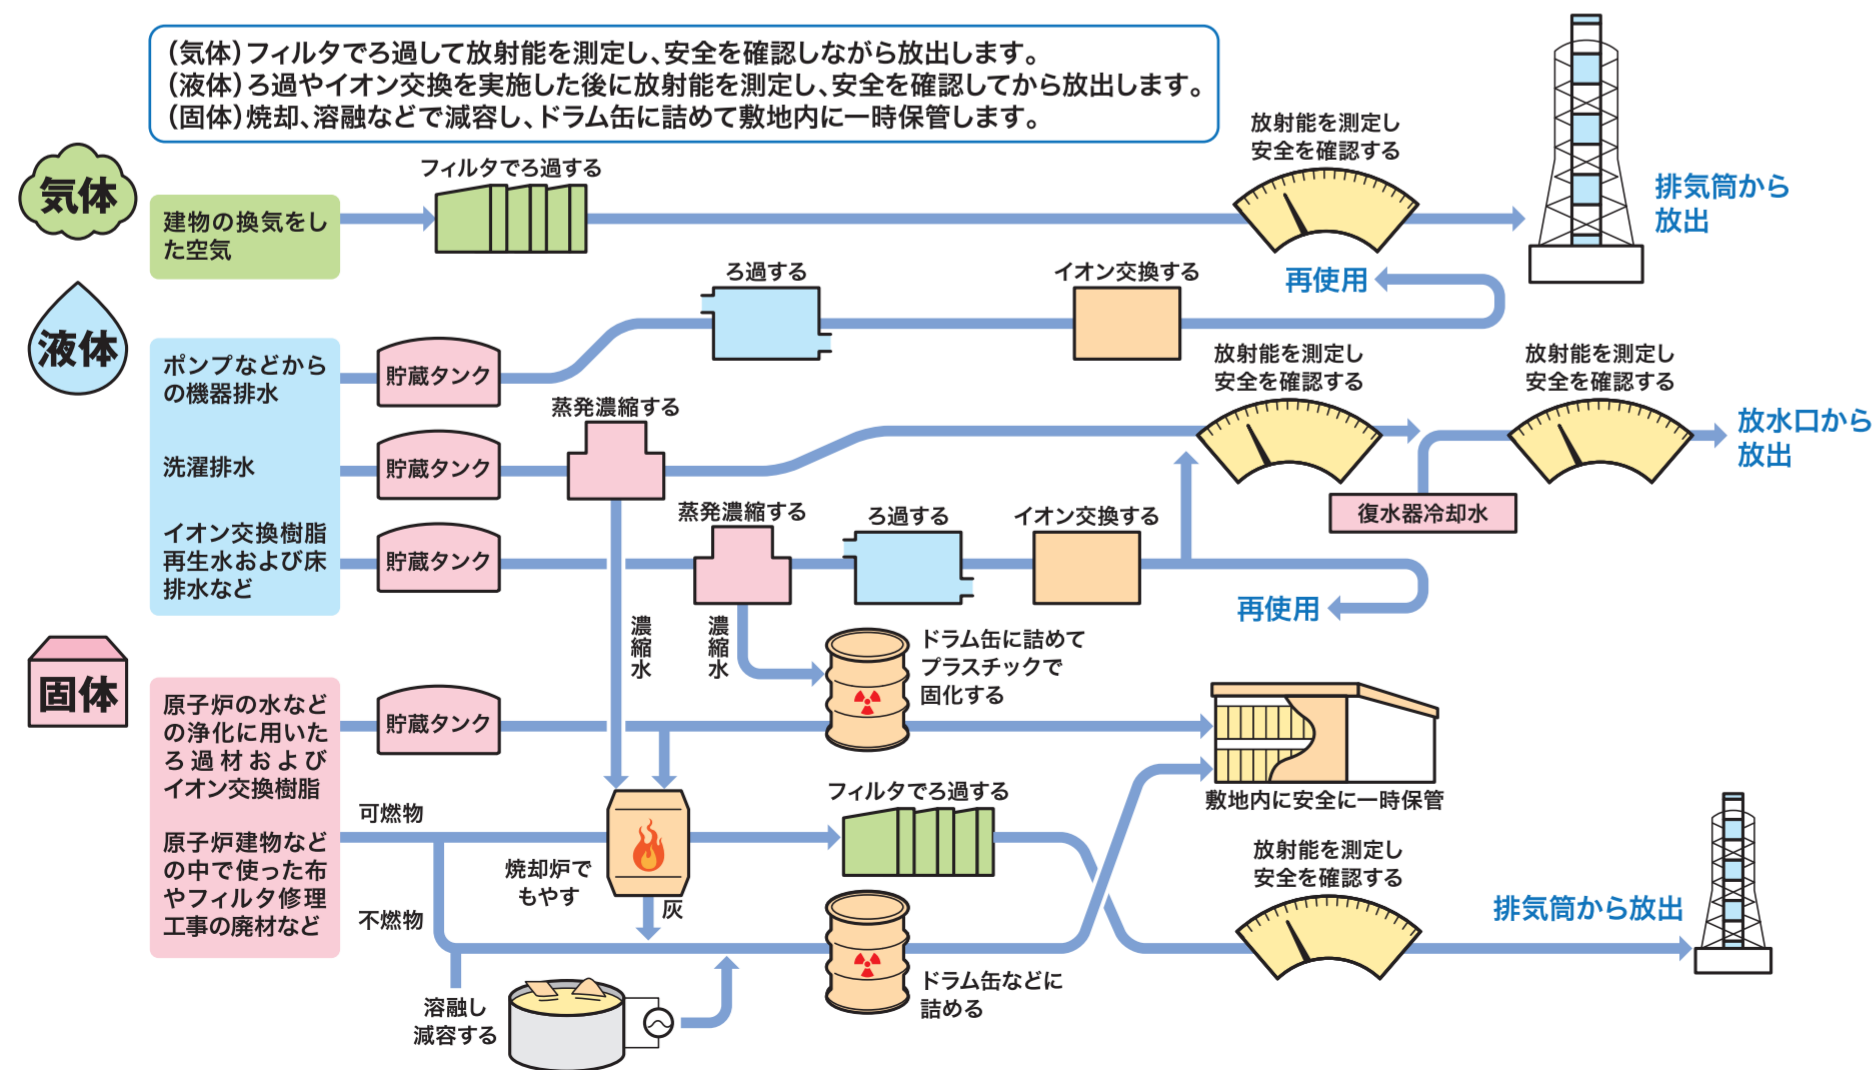 (気体)フィルタでろ過して放射能を測定し、安全を確認しながら放出します。
(液体)ろ過やイオン交換を実施した後に放射能を測定し、安全を確認してから放出します。
(固体)焼却、溶融などで減容し、ドラム缶に詰めて敷地内に一時保管します。
気体
建物の換気をし
た空気
フィルタでろ過する
放射能を測定し
安全を確認する
排気筒から
放出
液体
ポンプなどから
の機器排水
貯蔵タンク
ろ過する
イオン交換する
再使用
洗濯排水
貯蔵タンク
蒸発濃縮する
放射能を測定し
安全を確認する
放射能を測定し
安全を確認する
放水口から
放出
復水器冷却水
イオン交換樹脂
再生水および床
排水など
貯蔵タンク
蒸発濃縮する
ろ過する
イオン交換する
再使用
濃縮水
濃縮水
ドラム缶に詰めて
プラスチックで
固化する
固体
原子炉の水など
の浄化に用いた
ろ過材および
イオン交換樹脂
貯蔵タンク
敷地内に安全に一時保管
原子炉建物など
の中で使った布
やフィルタ修理
工事の廃材など
可燃物
不燃物
焼却炉で
もやす
灰
フィルタでろ過する
放射能を測定し
安全を確認する
排気筒から放出
溶融し
減容する
ドラム缶などに
詰める